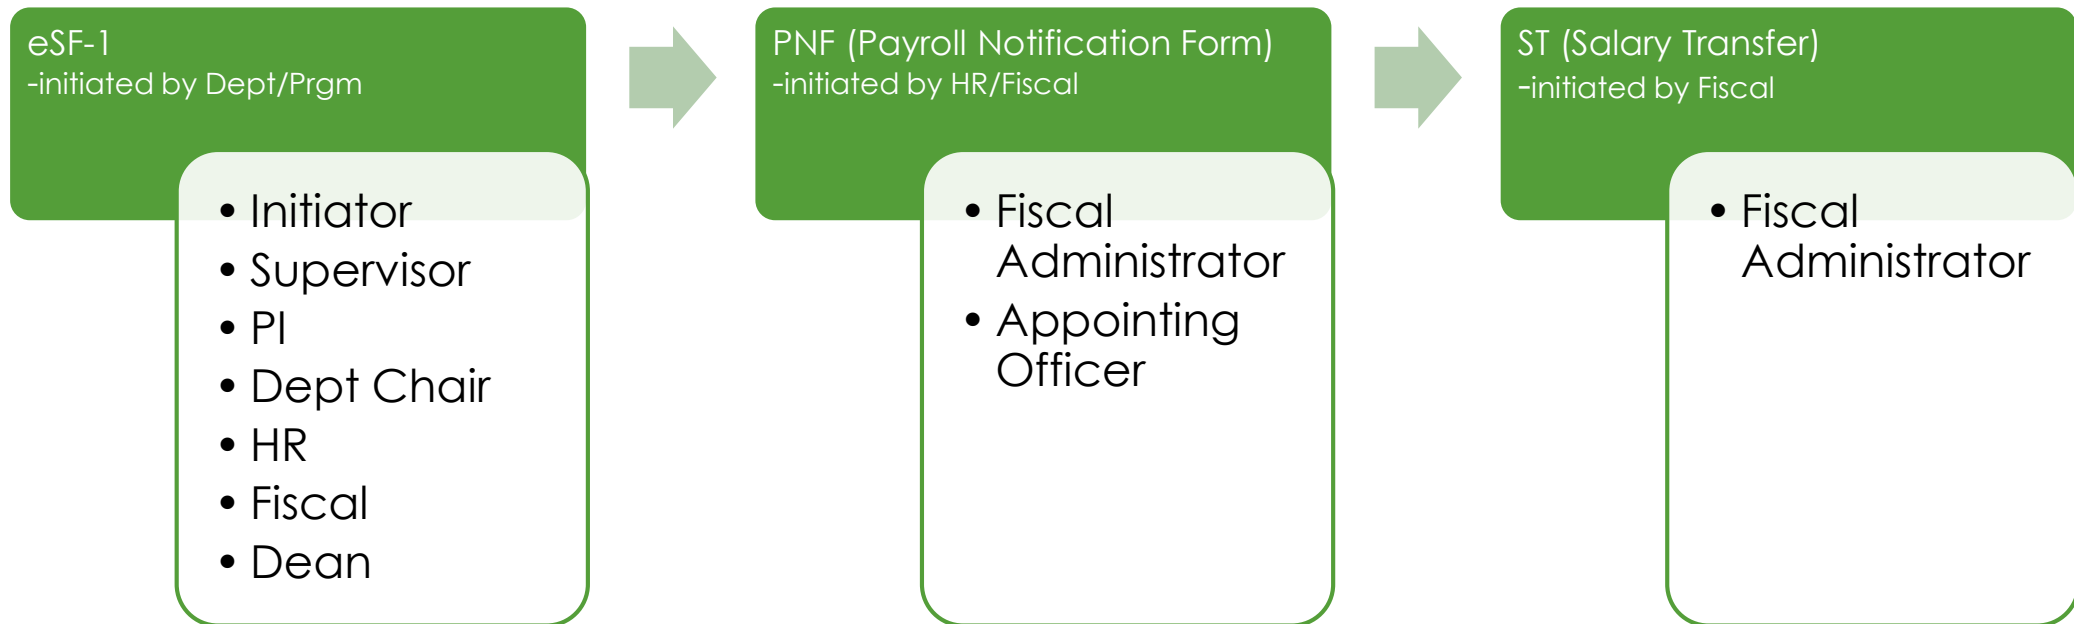 eSF-1
-initiated by Dept/Prgm
• Initiator
• Supervisor
• PI
• Dept Chair
• HR
• Fiscal
• Dean
PNF (Payroll Notification Form)
-initiated by HR/Fiscal
• Fiscal
Administrator
• Appointing
Officer
ST (Salary Transfer)
-initiated by Fiscal
• Fiscal
Administrator